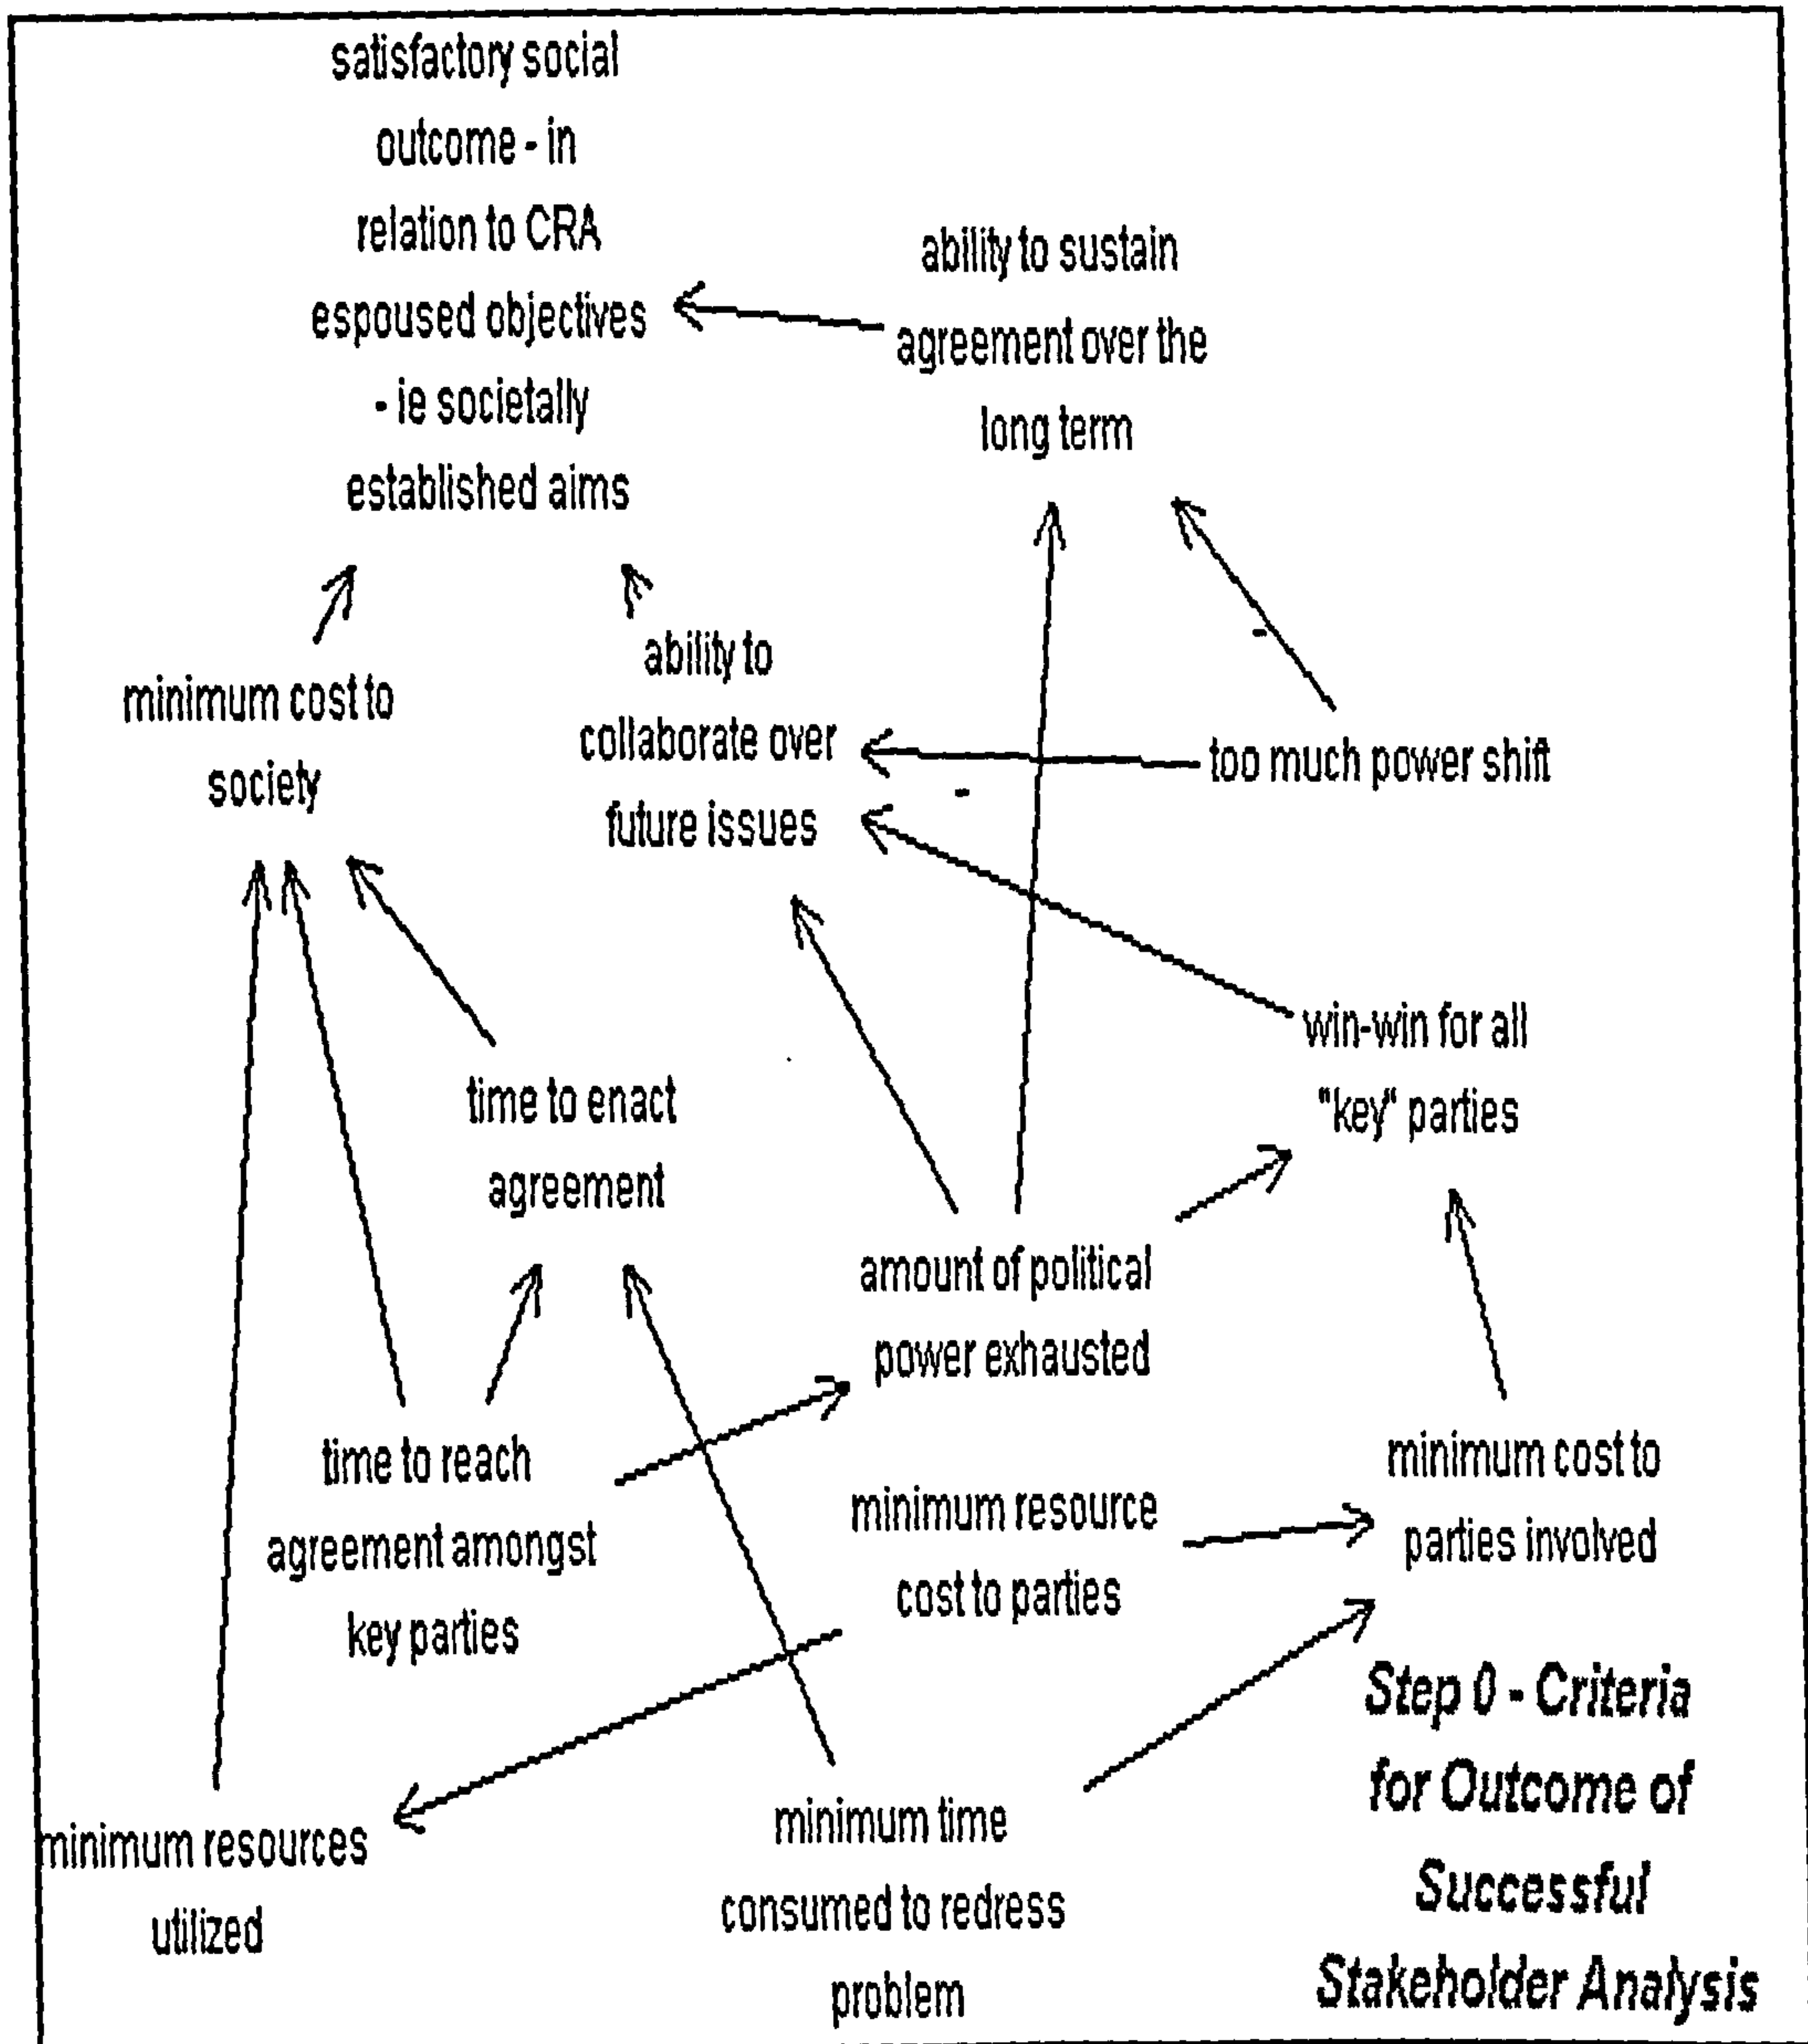 satisfactory social
outcome - in
relation to CRA
espoused objectives
- ie societally
established aims
ability to sustain
agreement over the
long term
minimum cost to
society
ability to
collaborate over
future issues
-
too much power shift
-
time to enact
agreement
win-win for all
"key" parties
amount of political
power exhausted
time to reach
agreement amongst
key parties
minimum resource
cost to parties
minimum cost to
parties involved
minimum resources
utilized
minimum time
consumed to redress
problem
Step 0 - Criteria
for Outcome of
Successful
Stakeholder Analysis